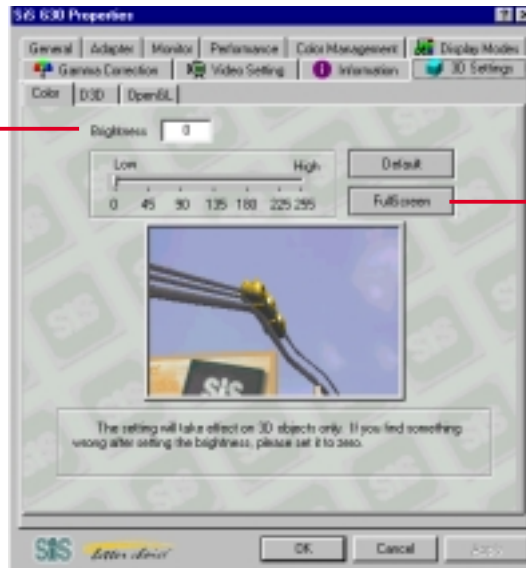 SiS 630 Properties
General Adapter Monitor Performance Color Management Display Modes
Gamma Correction Video Setting Information 3D Settings
Color D3D OpenGL
Brightness 0
Low High
0 45 90 135 180 225 255
Default
FullScreen
SiS
The setting will take effect on 3D objects only. If you find something
wrong after setting the brightness, please set it to zero.
SiS
OK Cancel Apply